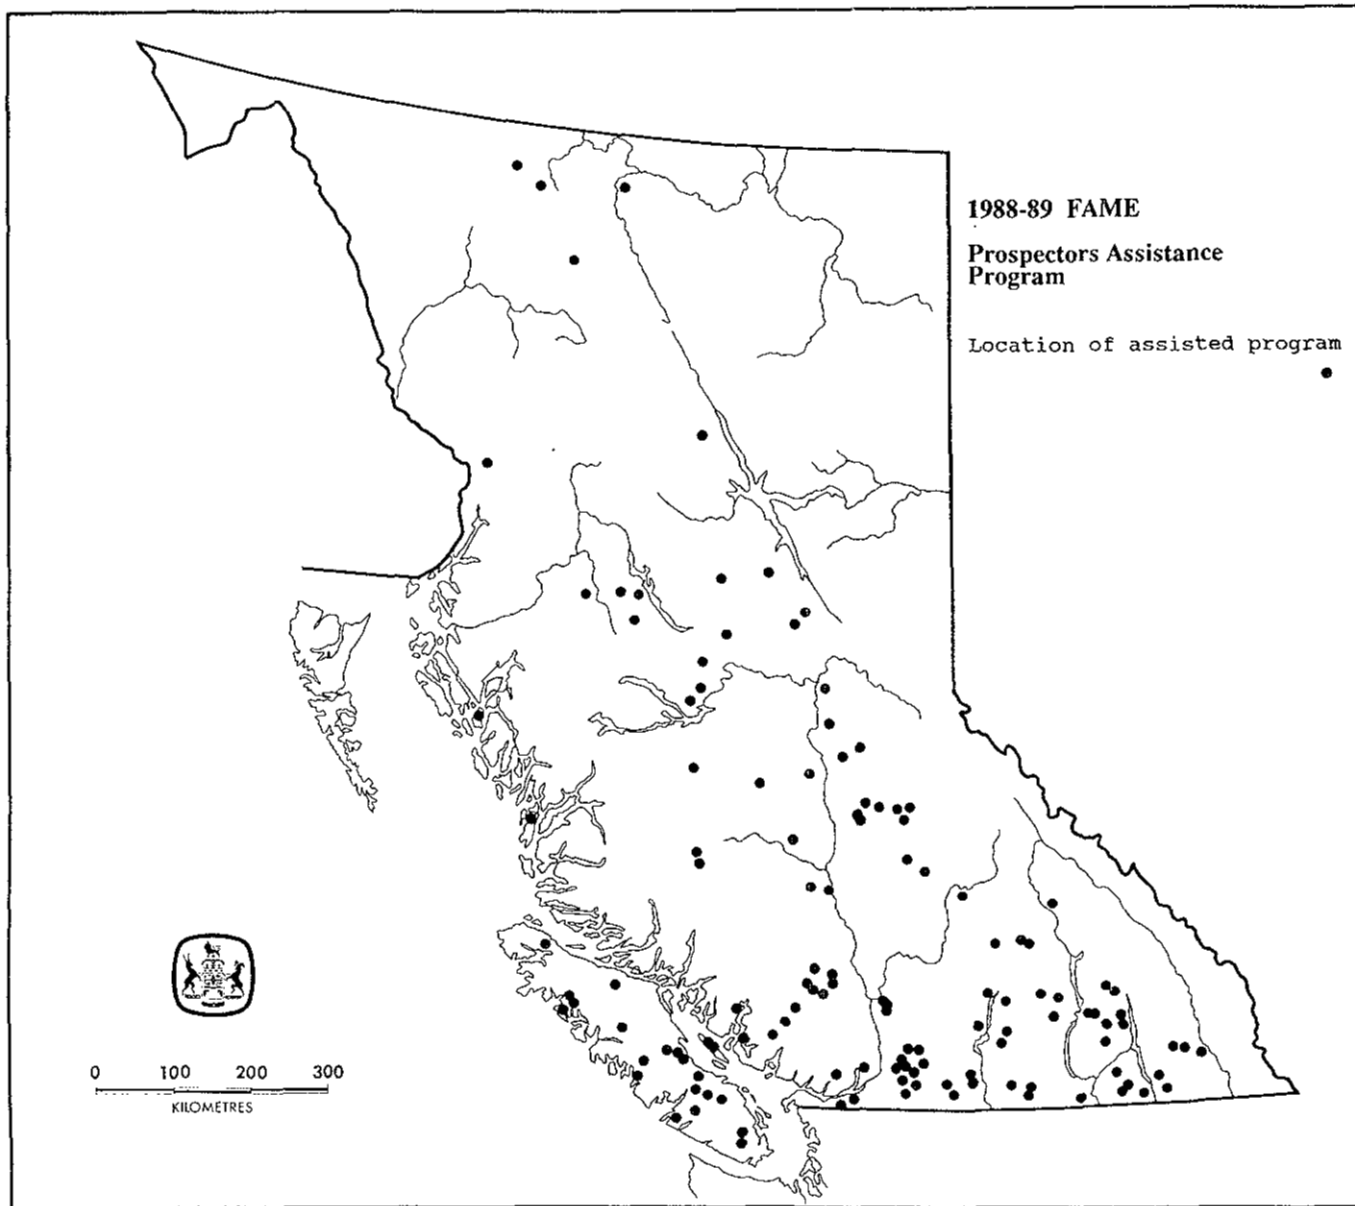 1988-89 FAME
Prospectors Assistance
Program
Location of assisted program
0 100 200 300
KILOMETRES